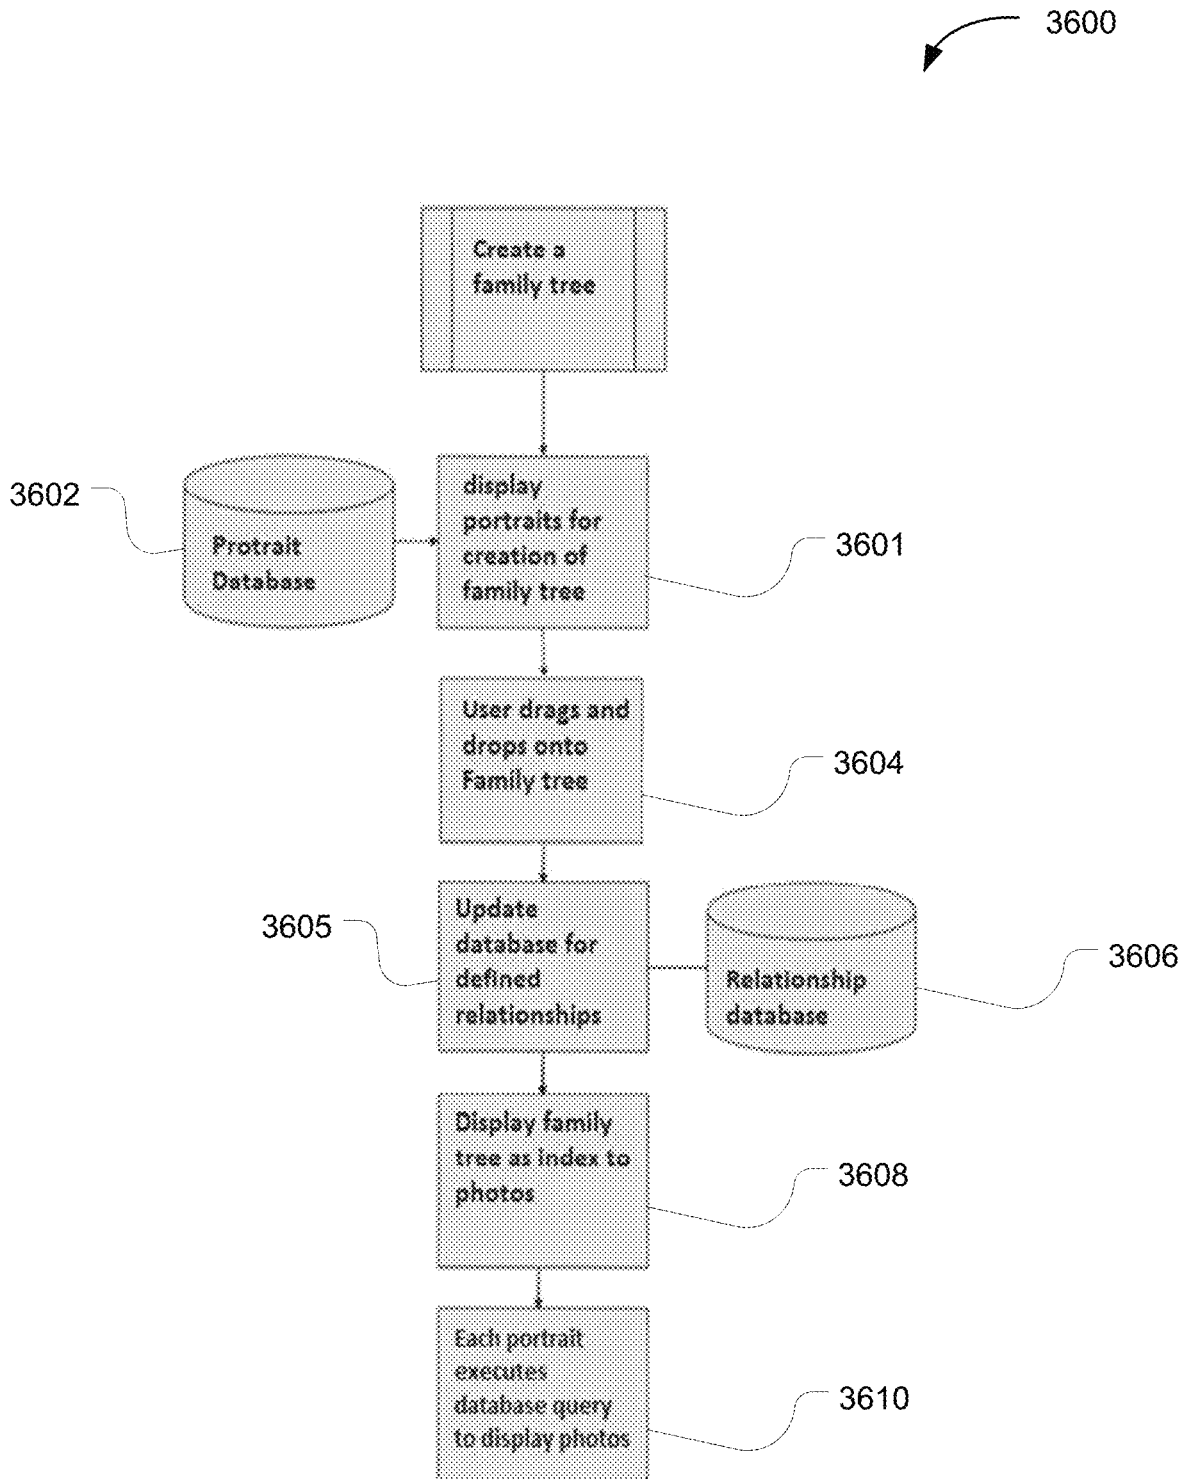 3600
Create a
family tree
3602
Protrait
Database
display
portraits for
creation of
family tree
3601
User drags and
drops onto
Family tree
3604
3605
Update
database for
defined
relationships
Relationship
database
3606
Display family
tree as index to
photos
3608
Each portrait
executes
database query
to display photos
3610